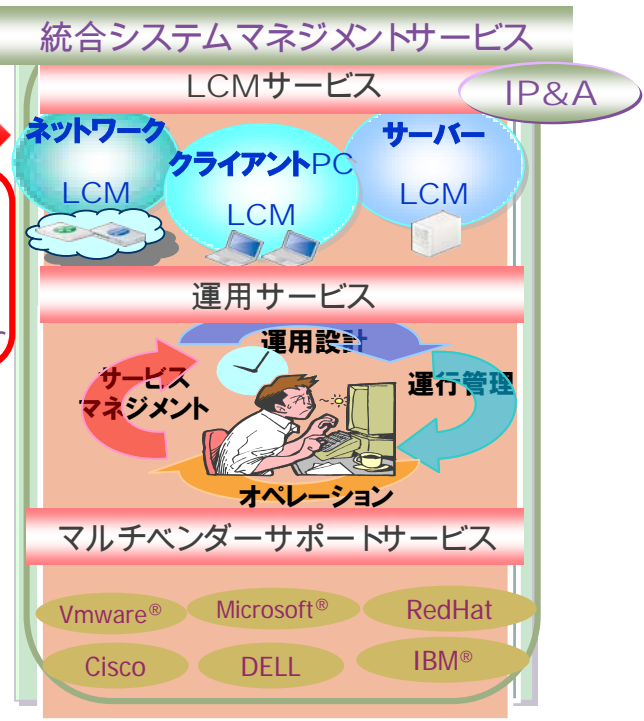 統合システムマネジメントサービス
LCMサービス
IP&A
ネットワーク
LCM
クライアントPC
LCM
サーバー
LCM
運用サービス
運用設計
サービス
マネジメント
運行管理
オペレーション
マルチベンダーサポートサービス
Vmware®
Microsoft®
RedHat
Cisco
DELL
IBM®